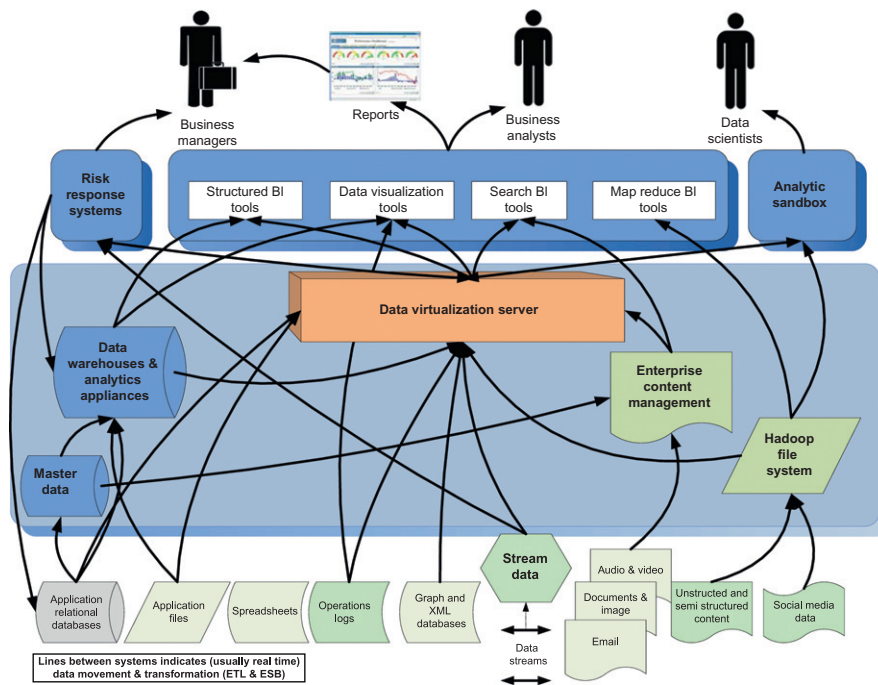 Business
managers
Reports
Business
analysts
Data
scientists
Risk
response
systems
Structured BI
tools
Data visualization
tools
Search BI
tools
Map reduce BI
tools
Analytic
sandbox
Data virtualization server
Data
warehouses &
analytics
appliances
Enterprise
content
management
Master
data
Hadoop
file
system
Application
relational
databases
Application
files
Spreadsheets
Operations
logs
Graph and
XML
databases
Stream
data
Data
streams
Audio & video
Documents &
image
Email
Unstructed and
semi structured
content
Social media
data
Lines between systems indicates (usually real time)
data movement & transformation (ETL & ESB)